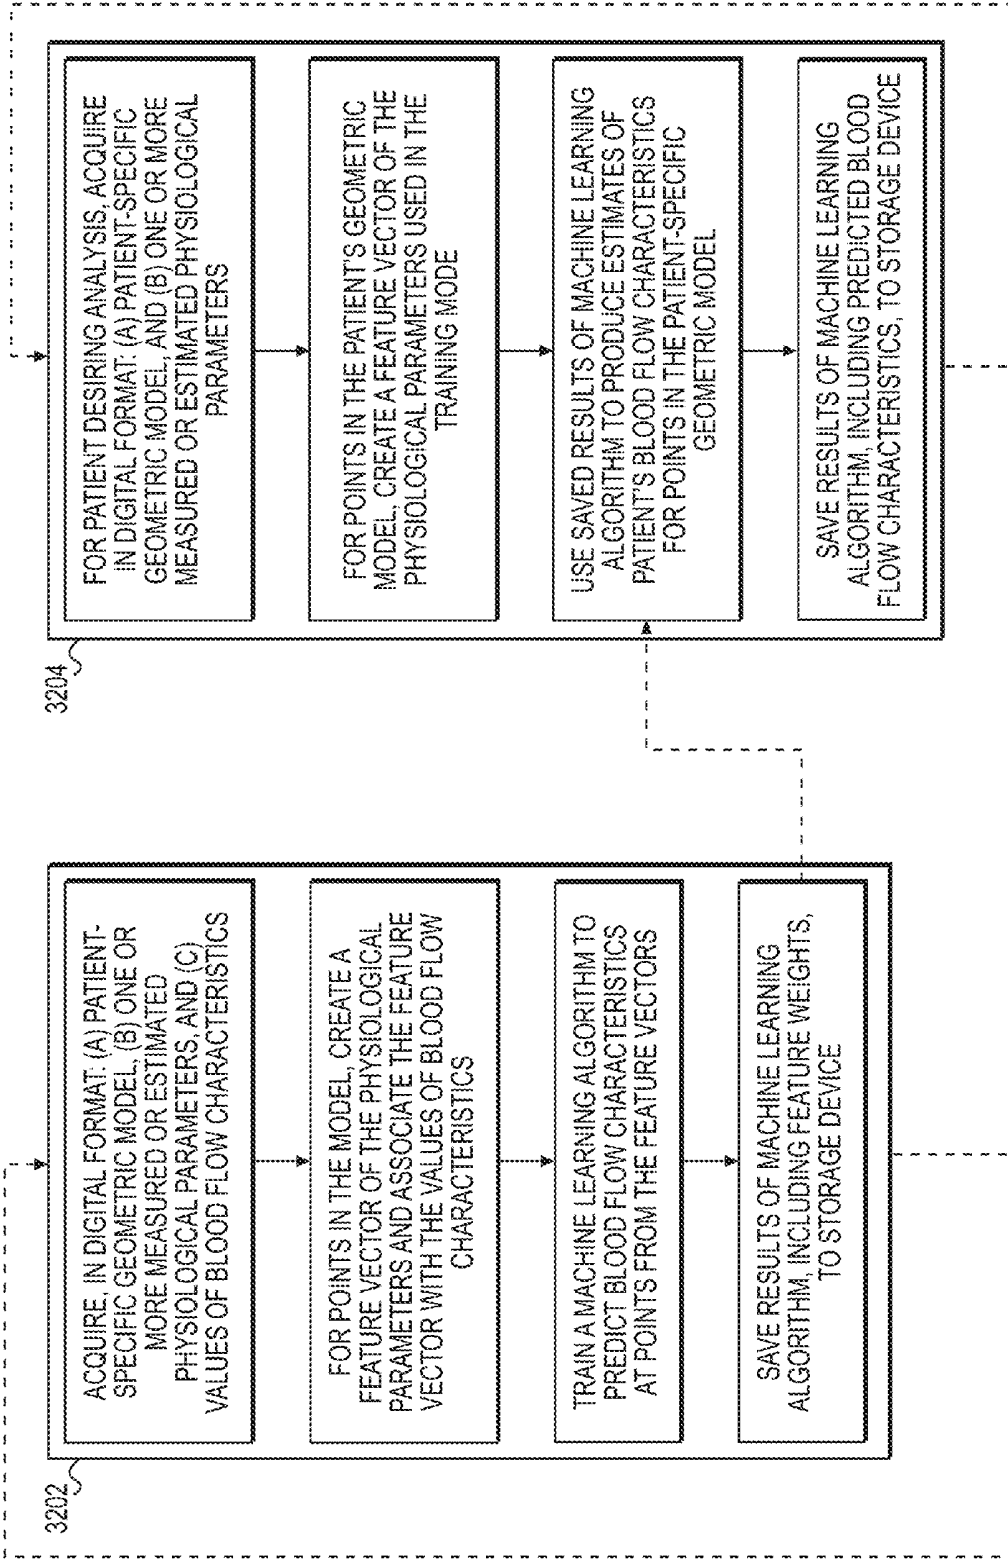 3202
ACQUIRE, IN DIGITAL FORMAT: (A) PATIENT-
SPECIFIC GEOMETRIC MODEL, (B) ONE OR
MORE MEASURED OR ESTIMATED
PHYSIOLOGICAL PARAMETERS, AND (C)
VALUES OF BLOOD FLOW CHARACTERISTICS
FOR POINTS IN THE MODEL, CREATE A
FEATURE VECTOR OF THE PHYSIOLOGICAL
PARAMETERS AND ASSOCIATE THE FEATURE
VECTOR WITH THE VALUES OF BLOOD FLOW
CHARACTERISTICS
TRAIN A MACHINE LEARNING ALGORITHM TO
PREDICT BLOOD FLOW CHARACTERISTICS
AT POINTS FROM THE FEATURE VECTORS
SAVE RESULTS OF MACHINE LEARNING
ALGORITHM, INCLUDING FEATURE WEIGHTS,
TO STORAGE DEVICE
3204
FOR PATIENT DESIRING ANALYSIS, ACQUIRE
IN DIGITAL FORMAT: (A) PATIENT-SPECIFIC
GEOMETRIC MODEL, AND (B) ONE OR MORE
MEASURED OR ESTIMATED PHYSIOLOGICAL
PARAMETERS
FOR POINTS IN THE PATIENT'S GEOMETRIC
MODEL, CREATE A FEATURE VECTOR OF THE
PHYSIOLOGICAL PARAMETERS USED IN THE
TRAINING MODE
USE SAVED RESULTS OF MACHINE LEARNING
ALGORITHM TO PRODUCE ESTIMATES OF
PATIENT'S BLOOD FLOW CHARACTERISTICS
FOR POINTS IN THE PATIENT-SPECIFIC
GEOMETRIC MODEL
SAVE RESULTS OF MACHINE LEARNING
ALGORITHM, INCLUDING PREDICTED BLOOD
FLOW CHARACTERISTICS, TO STORAGE DEVICE